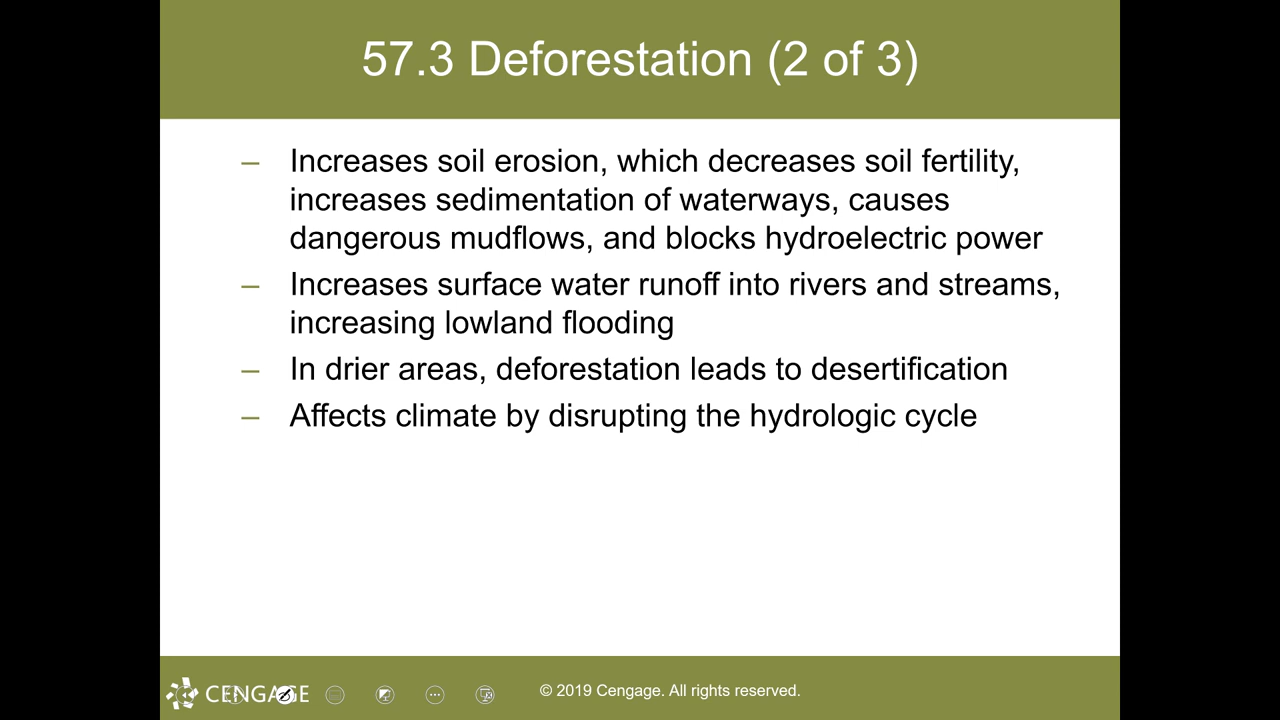 57.3 Deforestation (2 of 3)
– Increases soil erosion, which decreases soil fertility,
increases sedimentation of waterways, causes
dangerous mudflows, and blocks hydroelectric power
– Increases surface water runoff into rivers and streams,
increasing lowland flooding
– In drier areas, deforestation leads to desertification
– Affects climate by disrupting the hydrologic cycle
CENGAGE
© 2019 Cengage. All rights reserved.